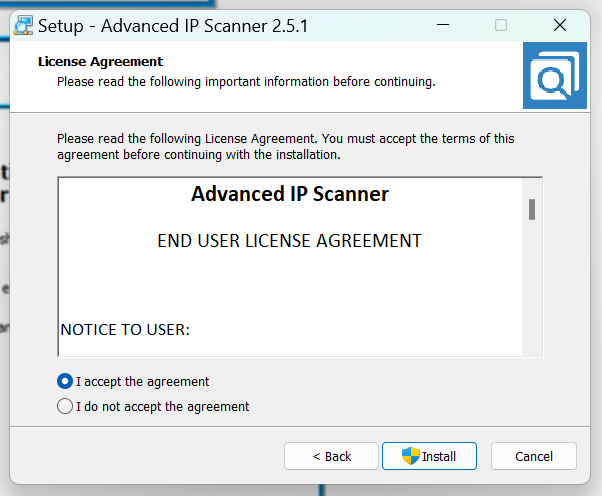 Setup - Advanced IP Scanner 2.5.1
License Agreement
Please read the following important information before continuing.
Please read the following License Agreement. You must accept the terms of this
agreement before continuing with the installation.
Advanced IP Scanner
END USER LICENSE AGREEMENT
NOTICE TO USER:
I accept the agreement
I do not accept the agreement
< Back
Install
Cancel